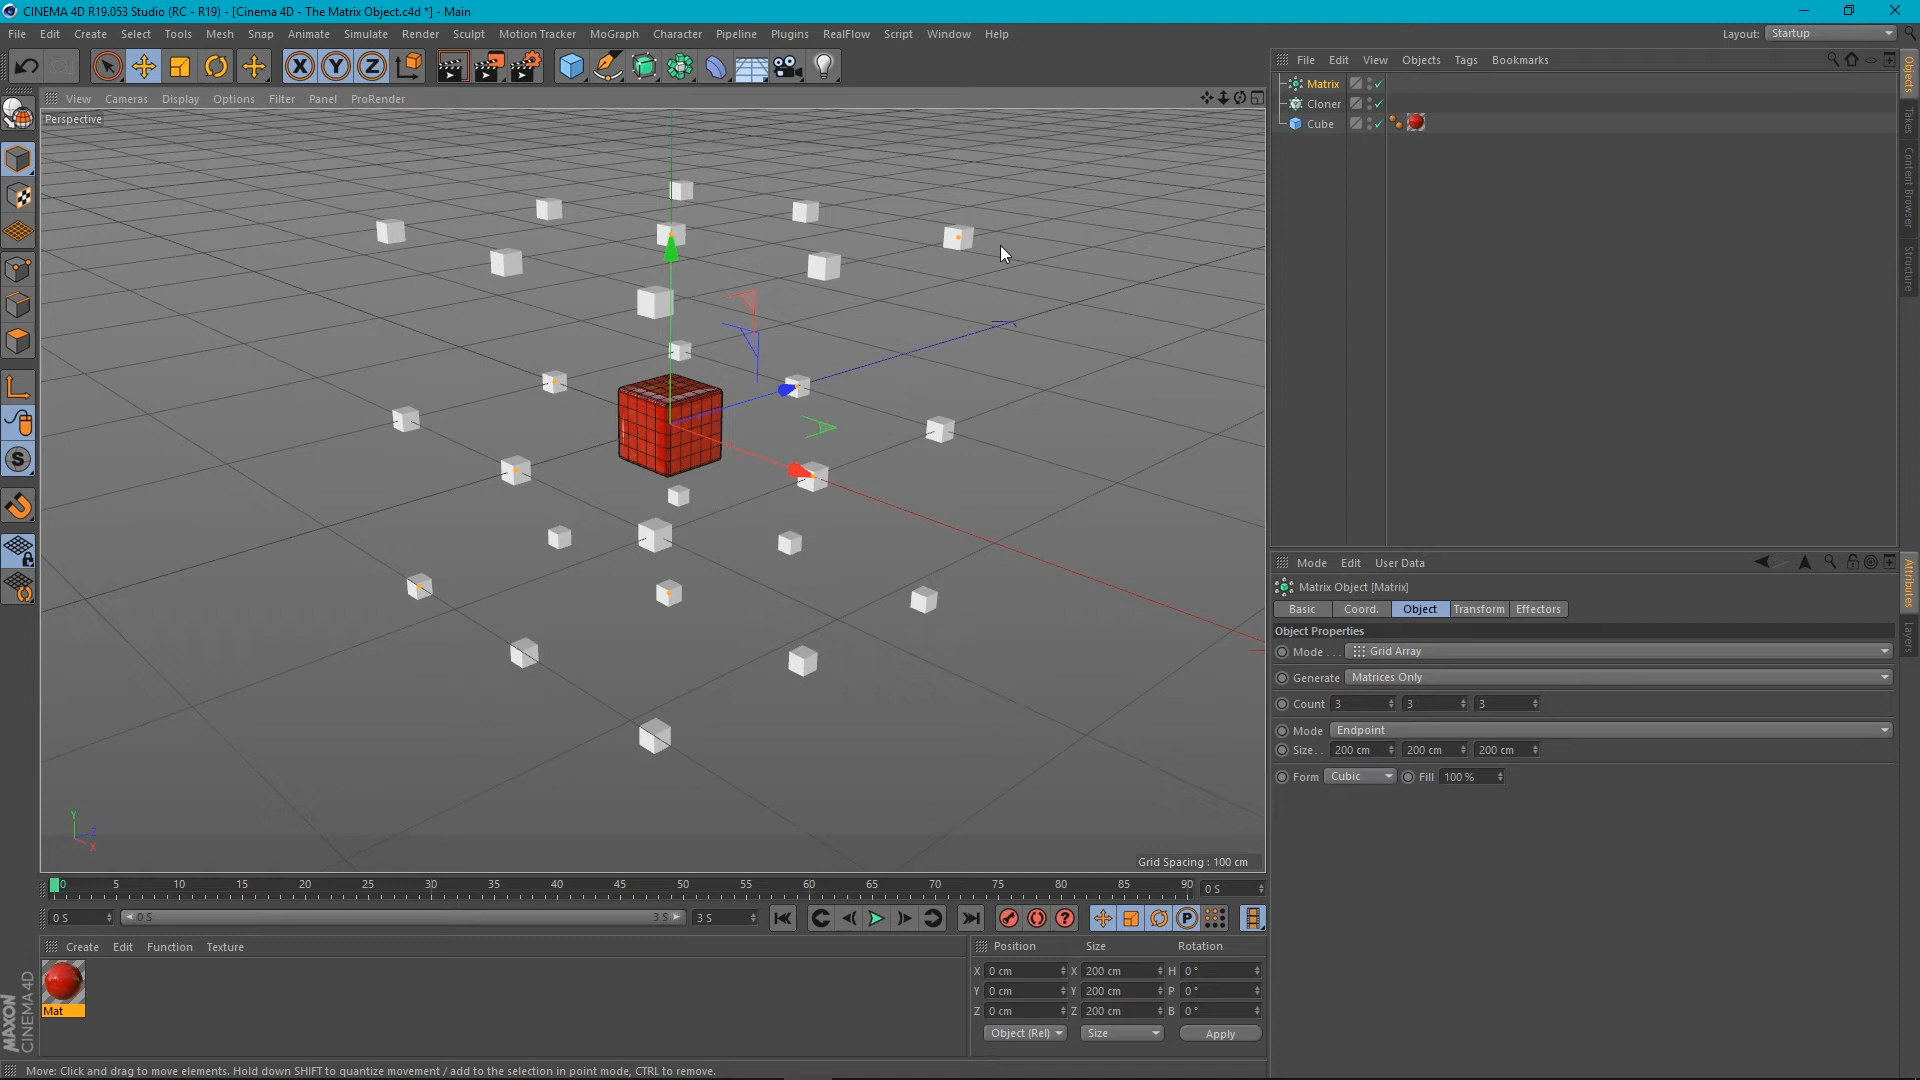 CINEMA 4D R19.053 Studio (RC - R19) - [Cinema 4D - The Matrix Object.c4d *] - Main
File Edit Create Select Tools Mesh Snap Animate Simulate Render Sculpt Motion Tracker MoGraph Character Pipeline Plugins RealFlow Script Window Help
Layout: Startup
X Y Z
File Edit View Objects Tags Bookmarks
View Cameras Display Options Filter Panel ProRender
Perspective
Matrix
Cloner
Cube
Objects
Takes
Content Browser
Structure
S
Mode Edit User Data
Matrix Object [Matrix]
Basic Coord. Object Transform Effectors
Object Properties
Mode . . . Grid Array
Generate Matrices Only
Count 3 3 3
Mode Endpoint
Size. . 200 cm 200 cm 200 cm
Form Cubic Fill 100 %
Attributes
Layers
Y
Z
X
Grid Spacing : 100 cm
0 5 10 15 20 25 30 35 40 45 50 55 60 65 70 75 80 85 90 0 S
0 S 0 S 3 S 3 S
? P
Create Edit Function Texture
Mat
Position Size Rotation
X 0 cm X 200 cm H 0 °
Y 0 cm Y 200 cm P 0 °
Z 0 cm Z 200 cm B 0 °
Object (Rel) Size Apply
MAXON
CINEMA 4D
Move: Click and drag to move elements. Hold down SHIFT to quantize movement / add to the selection in point mode, CTRL to remove.